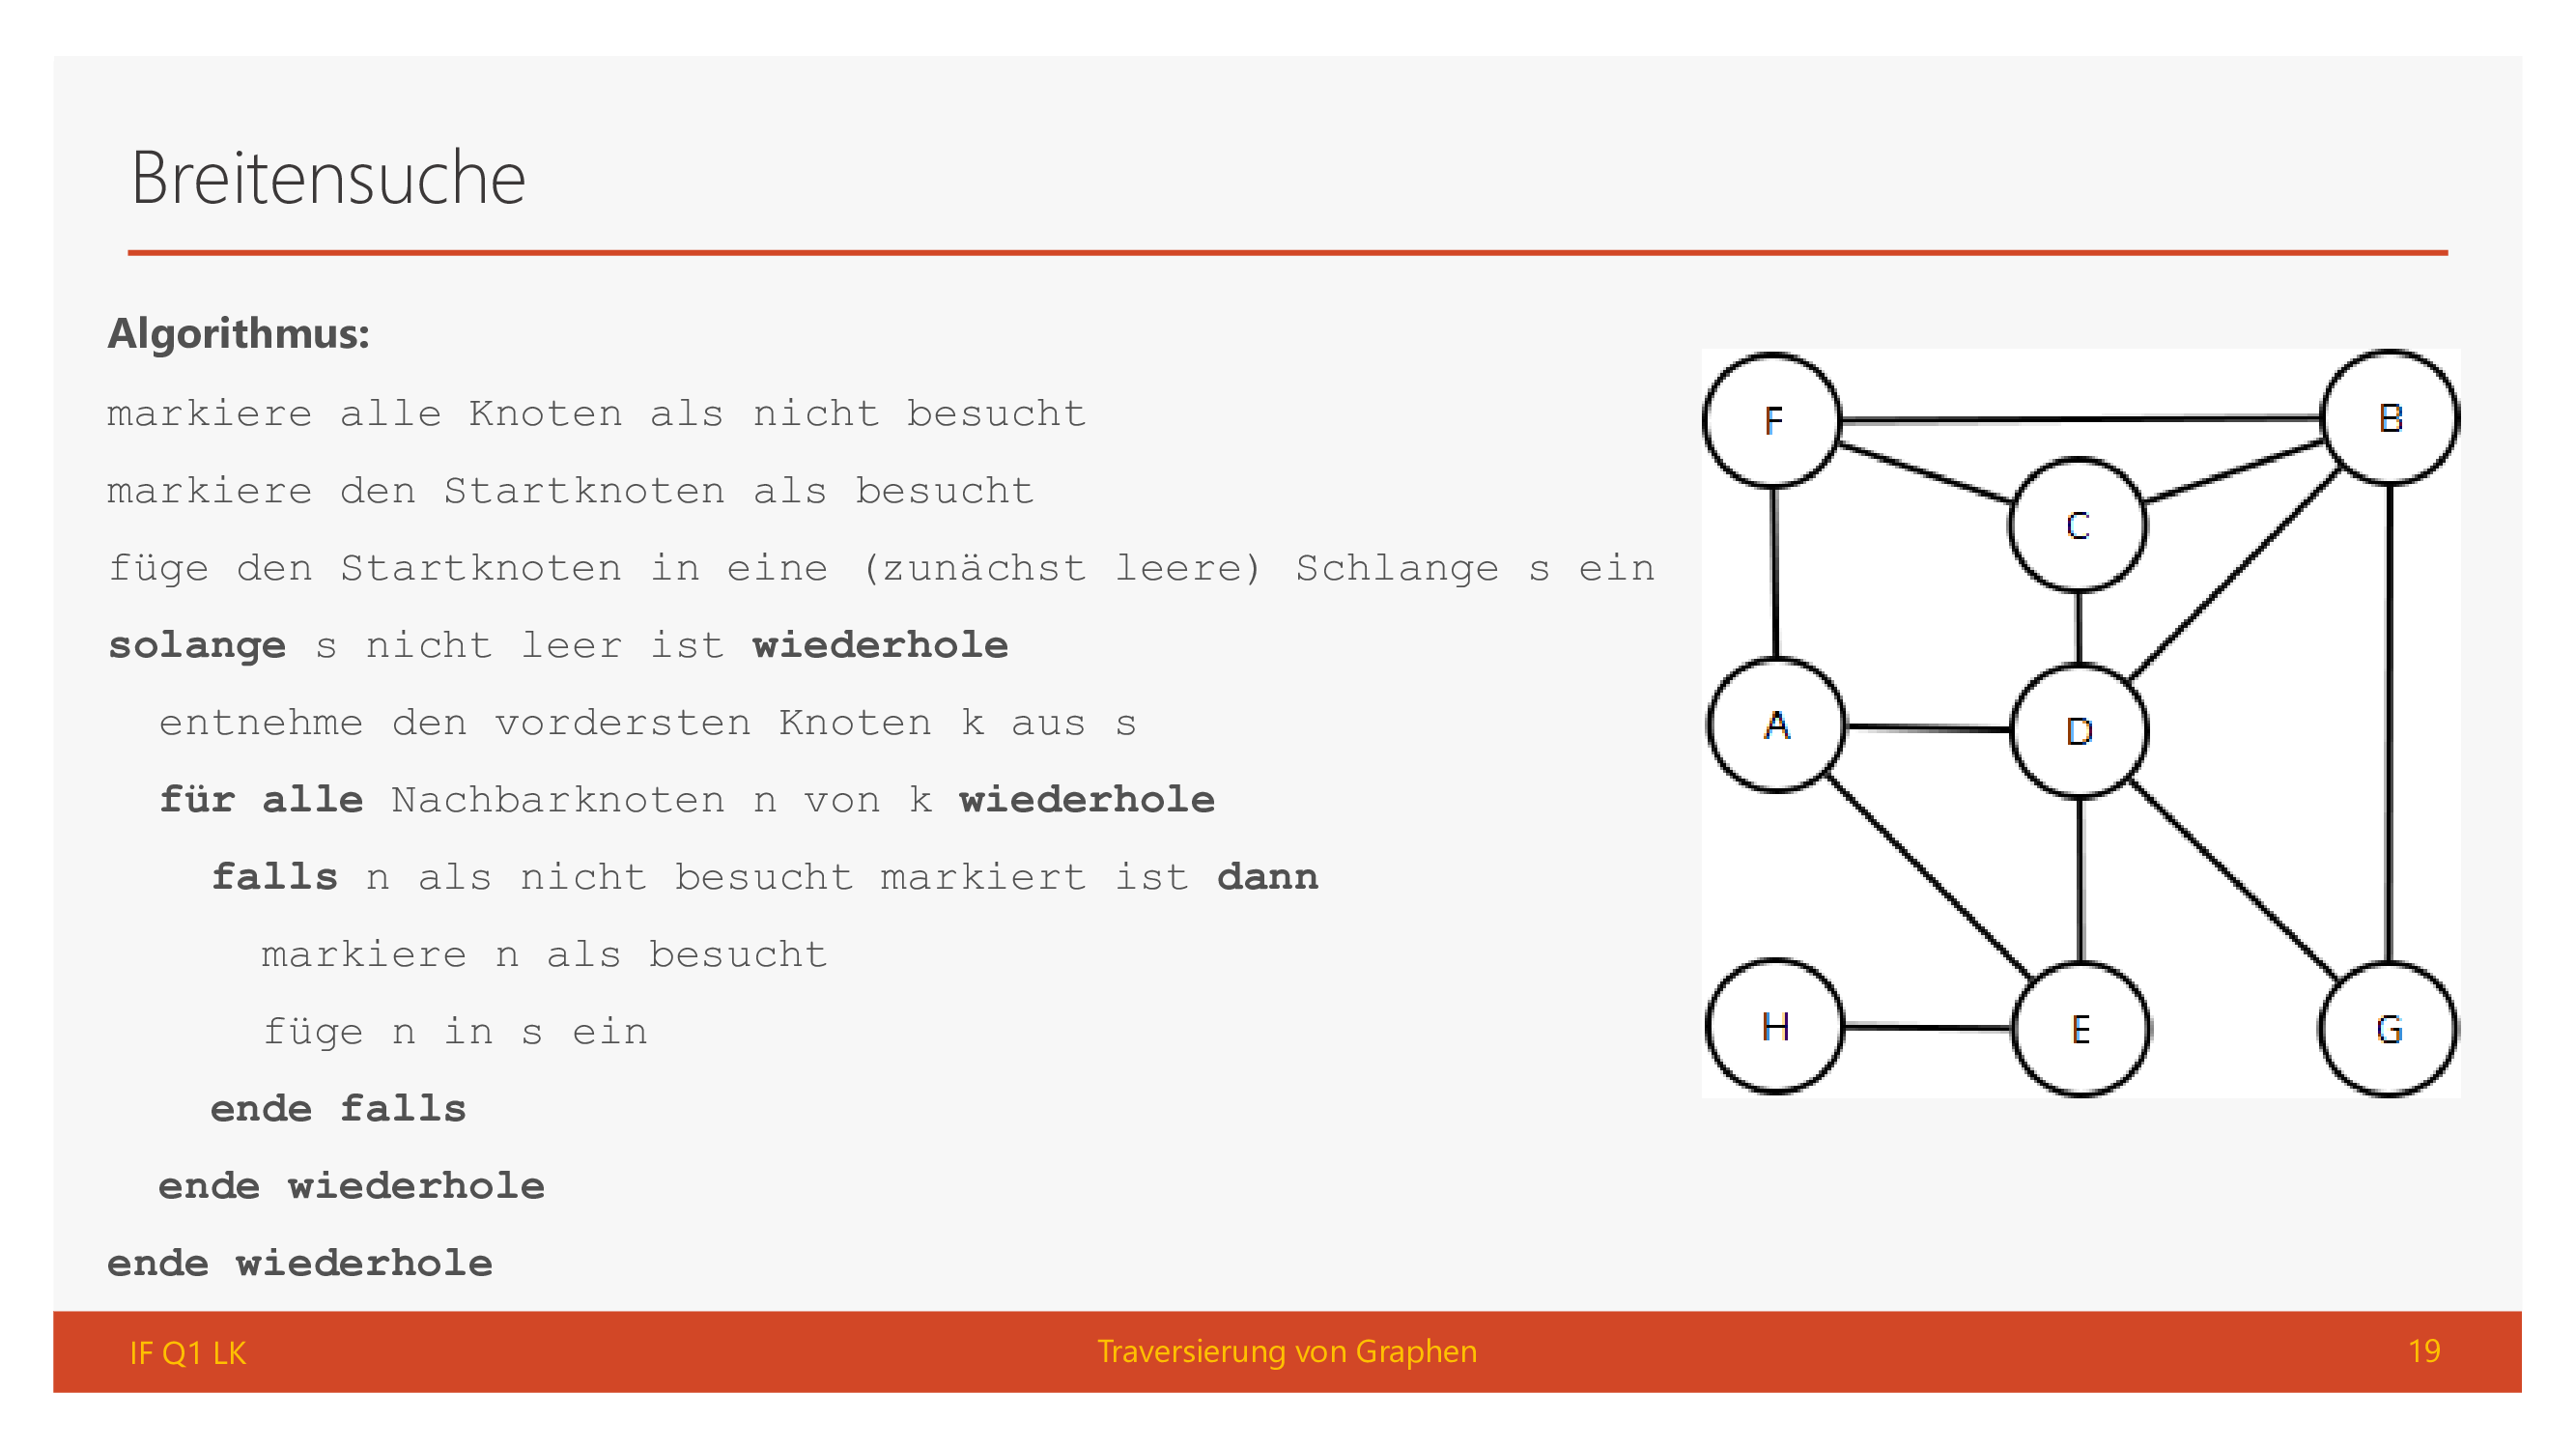 Breitensuche
Algorithmus:
markiere alle Knoten als nicht besucht
markiere den Startknoten als besucht
füge den Startknoten in eine (zunächst leere) Schlange s ein
solange s nicht leer ist wiederhole
entnehme den vordersten Knoten k aus s
für alle Nachbarknoten n von k wiederhole
falls n als nicht besucht markiert ist dann
markiere n als besucht
füge n in s ein
ende falls
ende wiederhole
ende wiederhole
F
B
C
A
D
H
E
G
IF Q1 LK
Traversierung von Graphen
19